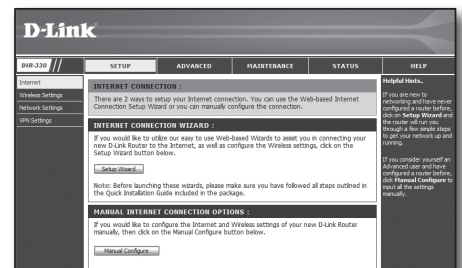 D-Link
DIR-330
SETUP
ADVANCED
MAINTENANCE
STATUS
HELP
Internet
Wireless Settings
Network Settings
VPN Settings
INTERNET CONNECTION :
There are 2 ways to setup your Internet connection. You can use the Web-based Internet
Connection Setup Wizard or you can manually configure the connection.
INTERNET CONNECTION WIZARD :
If you would like to utilize our easy to use Web-based Wizards to assist you in connecting your
new D-Link Router to the Internet, as well as configure the Wireless settings, click on the
Setup Wizard button below.
Setup Wizard
Note: Before launching these wizards, please make sure you have followed all steps outlined in
the Quick Installation Guide included in the package.
MANUAL INTERNET CONNECTION OPTIONS :
If you would like to configure the Internet and Wireless settings of your new D-Link Router
manually, then click on the Manual Configure button below.
Manual Configure
Helpful Hints..
If you are new to
networking and have never
configured a router before,
click on Setup Wizard and
the router will run you
through a few simple steps
to get your network up and
running.
If you consider yourself an
Advanced user and have
configured a router before,
click Manual Configure to
input all the settings
manually.